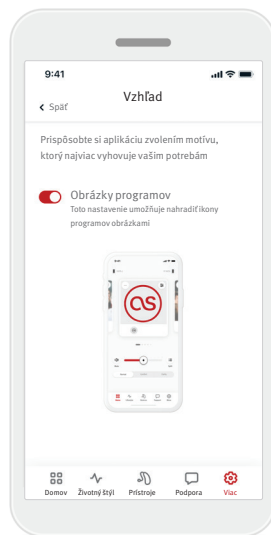 9:41
Vzhľad
Späť
Prispôsobte si aplikáciu zvolením motívu,
ktorý najviac vyhovuje vašim potrebám
Obrázky programov
Toto nastavenie umožňuje nahradiť ikony
programov obrázkami
Domov Životný štýl Prístroje Podpora Viac